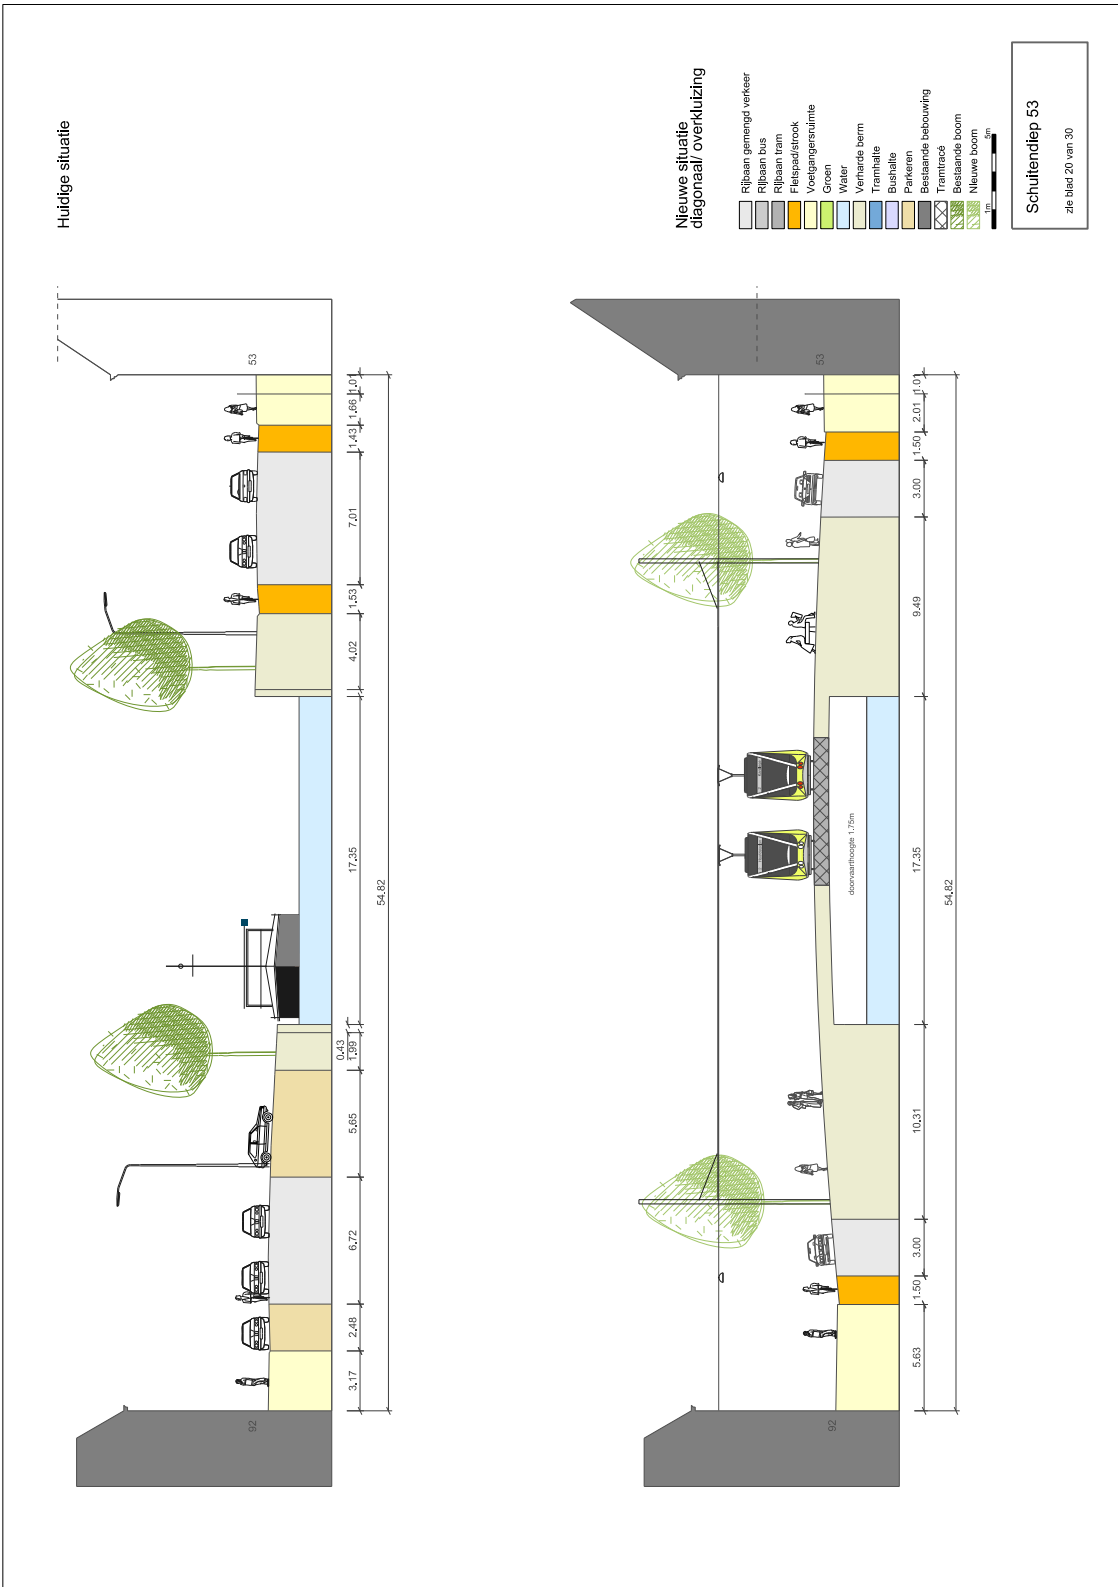 Huidige situatie
53
3.17
2.48
6.72
5.65
1.99
0.43
17.35
4.02
1.53
7.01
1.43
1.66
1.01
54.82
92
Nieuwe situatie
diagonaal/ overkluizing
Rijbaan gemengd verkeer
Rijbaan bus
Rijbaan tram
Fietspad/strook
Voetgangersruimte
Groen
Water
Verharde berm
Tramhalte
Bushalte
Parkeren
Bestaande bebouwing
Tramtracé
Bestaande boom
Nieuwe boom
1m
5m
53
doorvaarthoogte 1.75m
92
5.63
1.50
3.00
10.31
17.35
9.49
3.00
1.50
2.01
1.01
54.82
Schuitendiep 53
zie blad 20 van 30